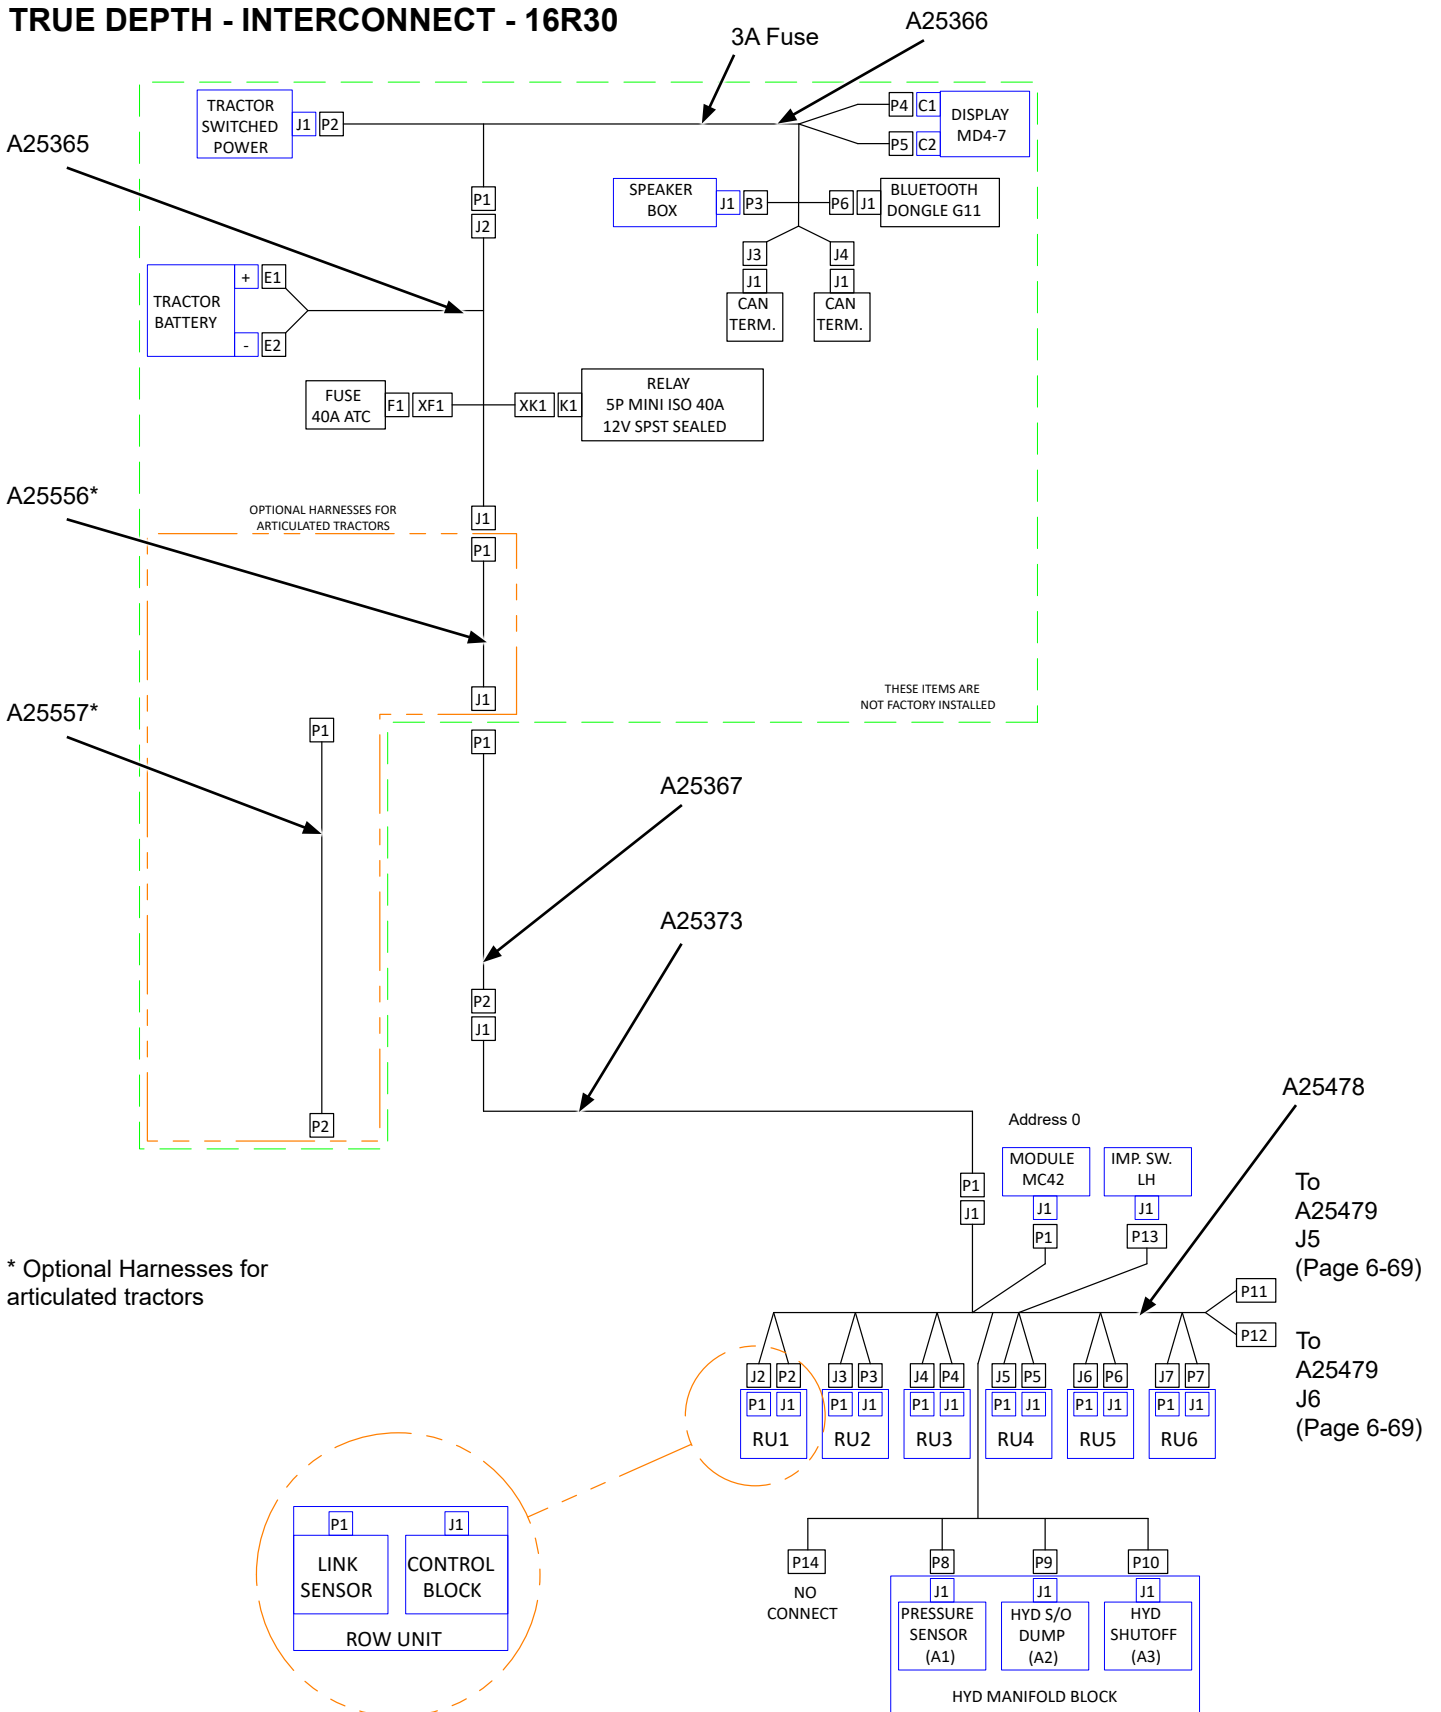 TRUE DEPTH - INTERCONNECT - 16R30
3A Fuse
A25366
TRACTOR
SWITCHED
POWER
J1 P2
P4 C1
P5 C2
DISPLAY
MD4-7
A25365
P1
J2
SPEAKER
BOX
J1 P3
P6 J1
BLUETOOTH
DONGLE G11
J3
J1
CAN
TERM.
J4
J1
CAN
TERM.
TRACTOR
BATTERY
+ E1
- E2
FUSE
40A ATC
F1 XF1
XK1 K1
RELAY
5P MINI ISO 40A
12V SPST SEALED
A25556*
OPTIONAL HARNESSES FOR
ARTICULATED TRACTORS
J1
P1
J1
THESE ITEMS ARE
NOT FACTORY INSTALLED
A25557*
P1
P2
P1
A25367
A25373
P2
J1
A25478
Address 0
P1
J1
MODULE
MC42
J1
P1
IMP. SW.
LH
J1
P13
To
A25479
J5
(Page 6-69)
P11
P12
To
A25479
J6
(Page 6-69)
* Optional Harnesses for
articulated tractors
J2 P2
P1 J1
RU1
J3 P3
P1 J1
RU2
J4 P4
P1 J1
RU3
J5 P5
P1 J1
RU4
J6 P6
P1 J1
RU5
J7 P7
P1 J1
RU6
P1
LINK
SENSOR
J1
CONTROL
BLOCK
ROW UNIT
P14
NO
CONNECT
P8
J1
PRESSURE
SENSOR
(A1)
P9
J1
HYD S/O
DUMP
(A2)
P10
J1
HYD
SHUTOFF
(A3)
HYD MANIFOLD BLOCK